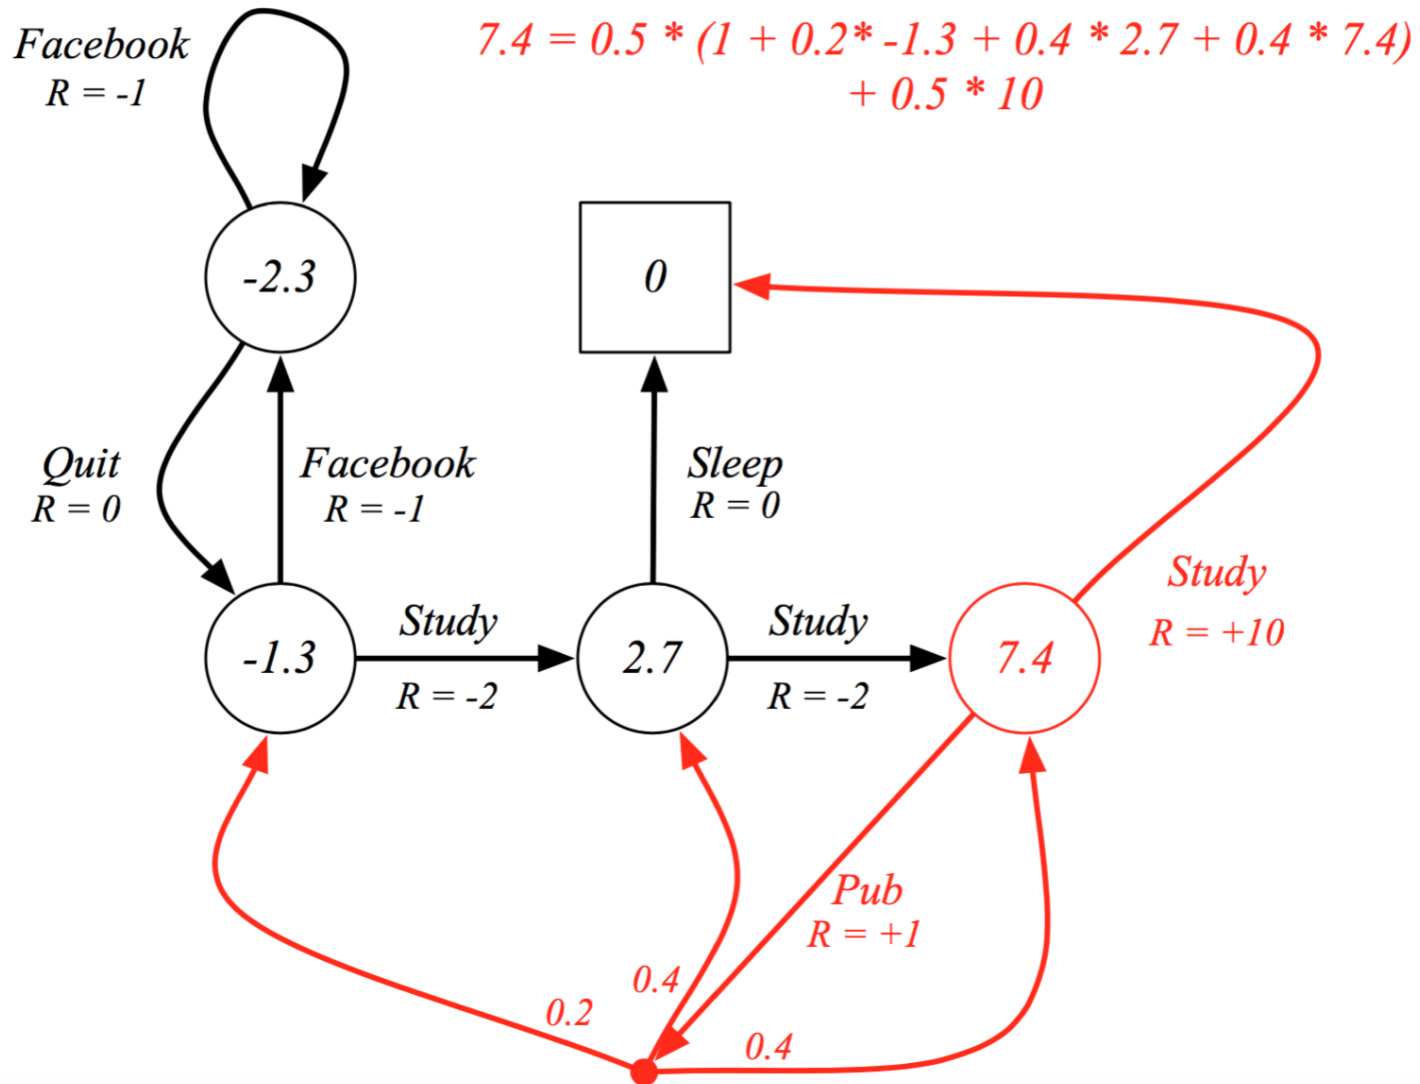 Facebook
R = -1
7.4 = 0.5 * (1 + 0.2* -1.3 + 0.4 * 2.7 + 0.4 * 7.4)
+ 0.5 * 10
-2.3
0
Quit
R = 0
Facebook
R = -1
Sleep
R = 0
Study
R = +10
-1.3
Study
R = -2
2.7
Study
R = -2
7.4
Pub
R = +1
0.2
0.4
0.4